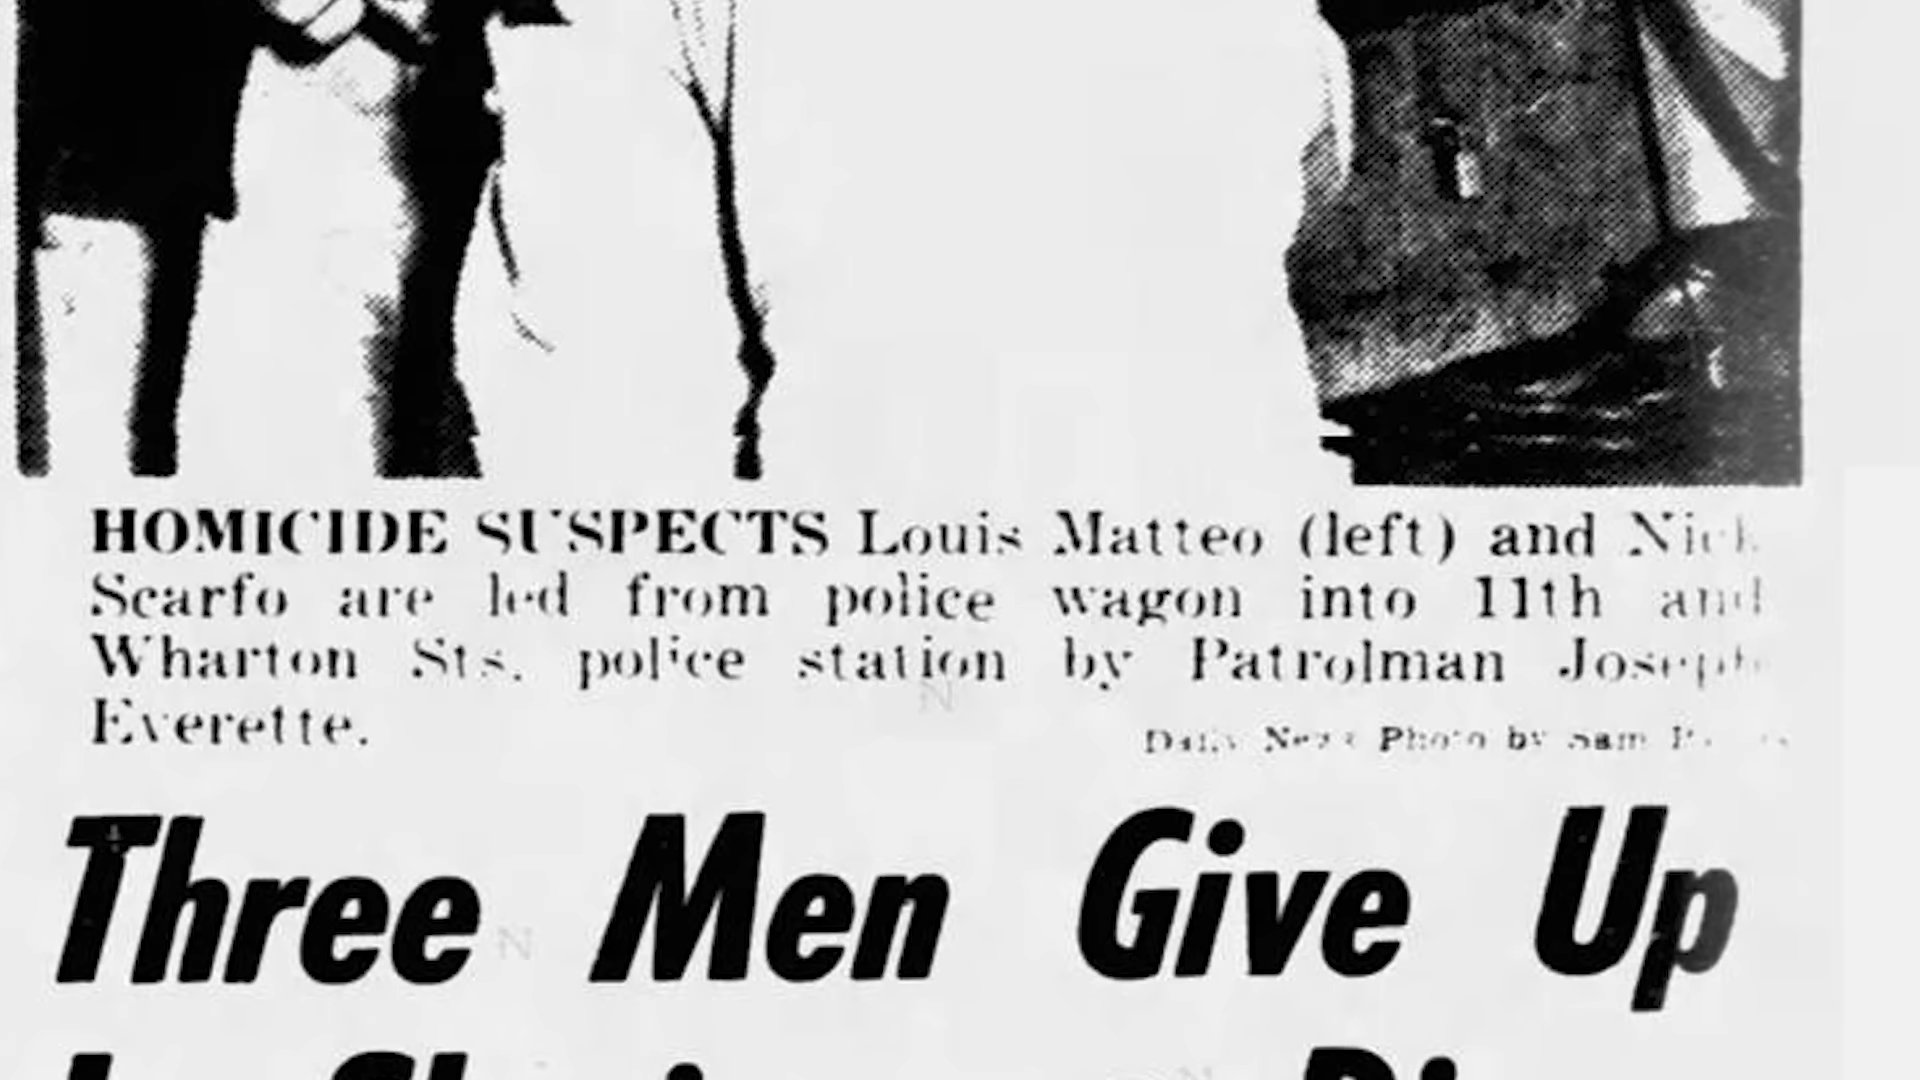 HOMICIDE SUSPECTS Louis Matteo (left) and Nick
Scarfo are led from police wagon into 11th and
Wharton Sts. police station by Patrolman Joseph
Everette.
Daily News Photo by Sam
Three Men Give Up